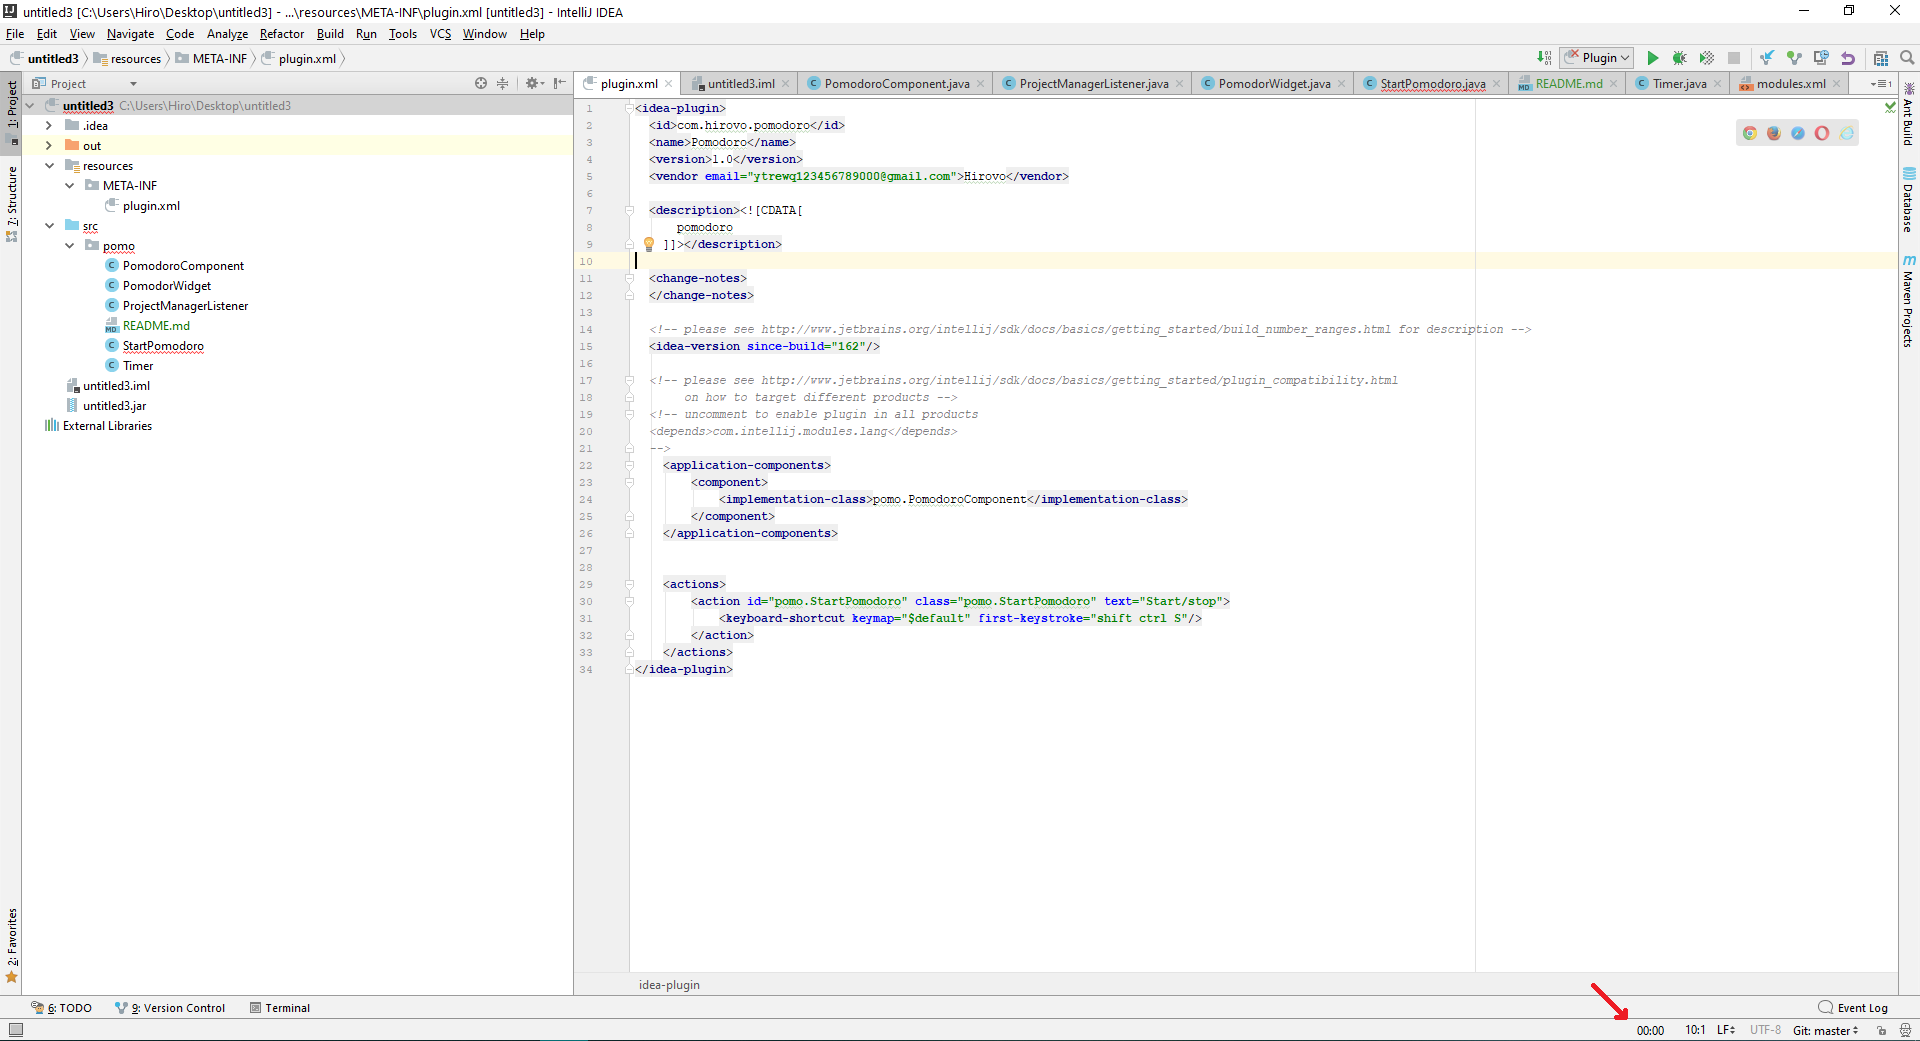 untitled3 [C:\Users\Hiro\Desktop\untitled3] - ...\resources\META-INF\plugin.xml [untitled3] - IntelliJ IDEA
File Edit View Navigate Code Analyze Refactor Build Run Tools VCS Window Help
untitled3 resources META-INF plugin.xml
Plugin
Project
plugin.xml untitled3.iml PomodoroComponent.java ProjectManagerListener.java PomodorWidget.java StartPomodoro.java README.md Timer.java modules.xml
1: Project
7: Structure
2: Favorites
untitled3 C:\Users\Hiro\Desktop\untitled3
.idea
out
resources
META-INF
plugin.xml
src
pomo
PomodoroComponent
PomodorWidget
ProjectManagerListener
README.md
StartPomodoro
Timer
untitled3.iml
untitled3.jar
External Libraries
1 <idea-plugin>
2 <id>com.hirovo.pomodoro</id>
3 <name>Pomodoro</name>
4 <version>1.0</version>
5 <vendor email="ytrewq123456789000@gmail.com">Hirovo</vendor>
6
7 <description><![CDATA[
8 pomodoro
9 ]]></description>
10
11 <change-notes>
12 </change-notes>
13
14 <!-- please see http://www.jetbrains.org/intellij/sdk/docs/basics/getting_started/build_number_ranges.html for description -->
15 <idea-version since-build="162"/>
16
17 <!-- please see http://www.jetbrains.org/intellij/sdk/docs/basics/getting_started/plugin_compatibility.html
18 on how to target different products -->
19 <!-- uncomment to enable plugin in all products
20 <depends>com.intellij.modules.lang</depends>
21 -->
22 <application-components>
23 <component>
24 <implementation-class>pomo.PomodoroComponent</implementation-class>
25 </component>
26 </application-components>
27
28
29 <actions>
30 <action id="pomo.StartPomodoro" class="pomo.StartPomodoro" text="Start/stop">
31 <keyboard-shortcut keymap="$default" first-keystroke="shift ctrl S"/>
32 </action>
33 </actions>
34 </idea-plugin>
Ant Build
Database
Maven Projects
idea-plugin
6: TODO 9: Version Control Terminal Event Log
00:00 10:1 LF UTF-8 Git: master